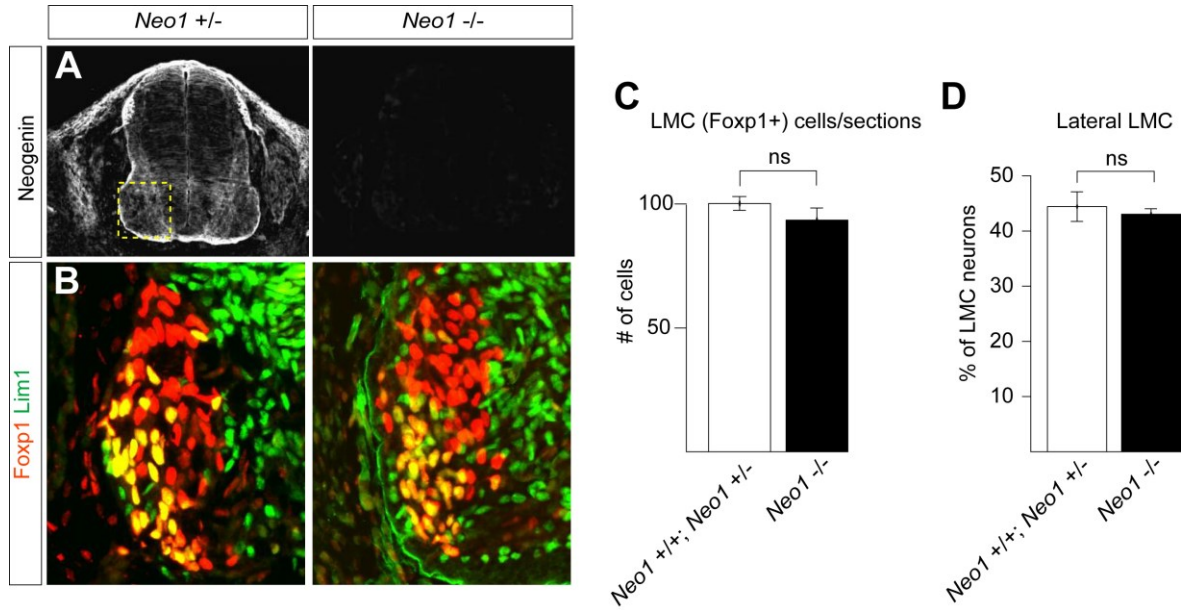 Neo1 +/-
Neo1 -/-
Neogenin
A
Foxp1 Lim1
B
C
LMC (Foxp1+) cells/sections
ns
# of cells
100
50
Neo1 +/+; Neo1 +/-
Neo1 -/-
D
Lateral LMC
ns
% of LMC neurons
50
40
30
20
10
Neo1 +/+; Neo1 +/-
Neo1 -/-